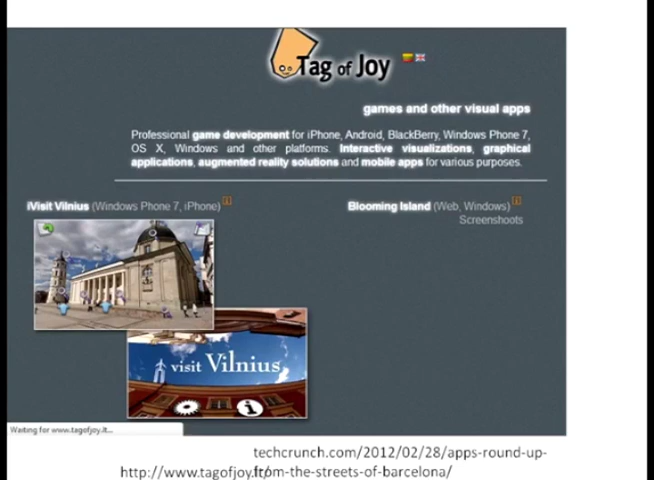 Tag of Joy
games and other visual apps
Professional game development for iPhone, Android, BlackBerry, Windows Phone 7,
OS X, Windows and other platforms. Interactive visualizations, graphical
applications, augmented reality solutions and mobile apps for various purposes.
iVisit Vilnius (Windows Phone 7, iPhone)
Blooming Island (Web, Windows)
Screenshoots
visit Vilnius
Waiting for www.tagofjoy.lt...
techcrunch.com/2012/02/28/apps-round-up-
from-the-streets-of-barcelona/
http://www.tagofjoy.lt/